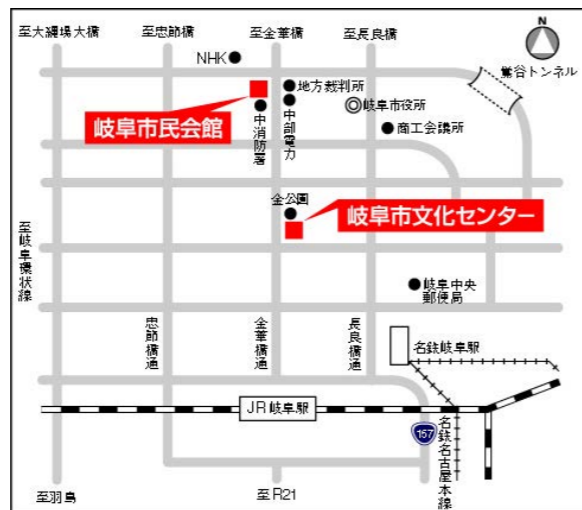 至大縄場大橋
至忠節橋
至金華橋
至長良橋
N
NHK
鶯谷トンネル
地方裁判所
岐阜市役所
岐阜市民会館
中消防署
中部電力
商工会議所
金公園
岐阜市文化センター
至岐阜環状線
岐阜中央
郵便局
忠節橋通
金華橋通
長良橋通
名鉄岐阜駅
JR岐阜駅
157
名鉄名古屋本線
至羽島
至R21